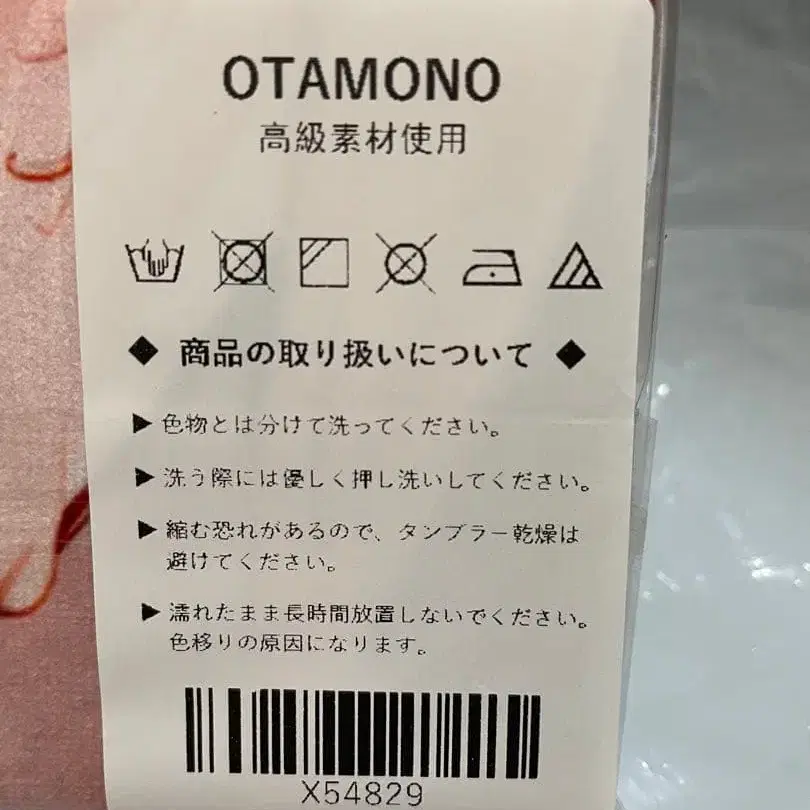 OTAMONO
高級素材使用
◆ 商品の取り扱いについて ◆
▶ 色物とは分けて洗ってください。
▶ 洗う際には優しく押し洗いしてください。
▶ 縮む恐れがあるので、タンブラー乾燥は
避けてください。
▶ 濡れたまま長時間放置しないでください。
色移りの原因になります。
X54829